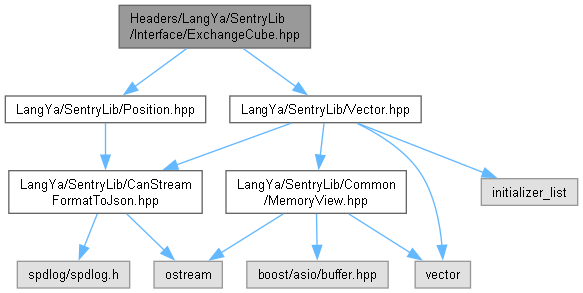 Headers/LangYa/SentryLib
/Interface/ExchangeCube.hpp
LangYa/SentryLib/Position.hpp
LangYa/SentryLib/Vector.hpp
LangYa/SentryLib/CanStream
FormatToJson.hpp
LangYa/SentryLib/Common
/MemoryView.hpp
initializer_list
spdlog/spdlog.h
ostream
boost/asio/buffer.hpp
vector